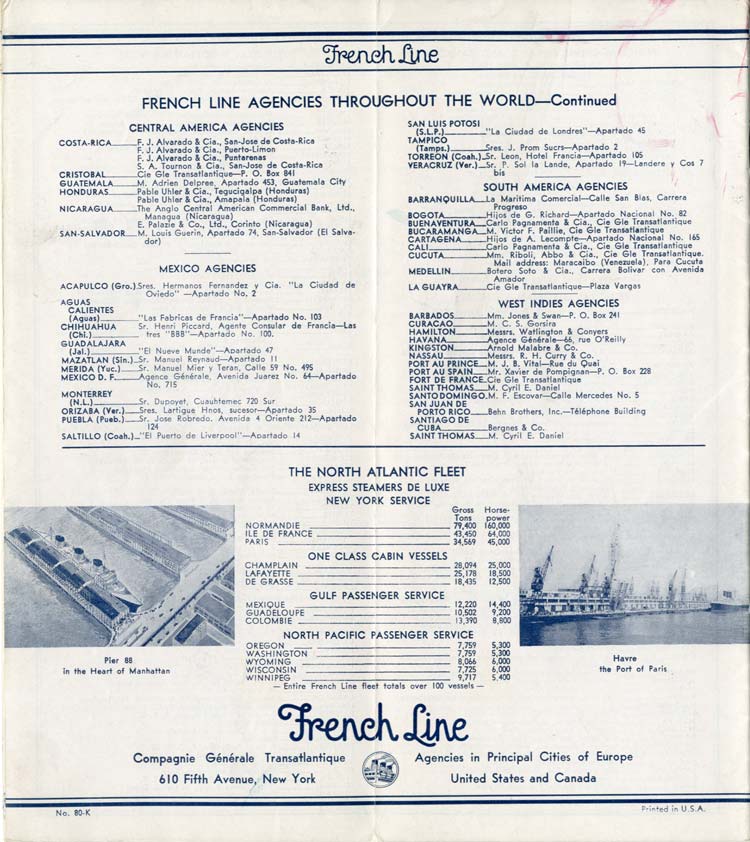 French Line
FRENCH LINE AGENCIES THROUGHOUT THE WORLD—Continued
CENTRAL AMERICA AGENCIES
COSTA-RICA F. J. Alvarado & Cia., San-Jose de Costa-Rica
F. J. Alvarado & Cia., Puerto-Limon
F. J. Alvarado & Cia., Puntarenas
S. A. Tournon & Cia., San-Jose de Costa-Rica
CRISTOBAL Cie Gle Transatlantique—P. O. Box 841
GUATEMALA M. Adrien Delpree, Apartado 453, Guatemala City
HONDURAS Pable Uhler & Cia., Tegucigalpa (Honduras)
Pable Uhler & Cia., Amapala (Honduras)
NICARAGUA The Anglo Central American Commercial Bank, Ltd.,
Managua (Nicaragua)
E. Palazie & Co., Ltd., Corinto (Nicaragua)
SAN-SALVADOR M. Louis Guerin, Apartado 74, San-Salvador (El Salva-
dor)
MEXICO AGENCIES
ACAPULCO (Gro.) Sres. Hermanos Fernandez y Cia. "La Ciudad de
Oviedo" —Apartado No. 2
AGUAS
CALIENTES
(Aguas) "Las Fabricas de Francia"—Apartado No. 103
CHIHUAHUA Sr. Henri Piccard, Agente Consular de Francia—Las
(Chi.) tres "BBB"—Apartado No. 100.
GUADALAJARA
(Jal.) "El Nueve Munde"—Apartado 47
MAZATLAN (Sin.) Sr. Manuel Reynaud—Apartado 11
MERIDA (Yuc.) Sr. Manuel Mier y Teran, Calle 59 No. 495
MEXICO D. F. Agence Générale, Avenida Juarez No. 64—Apartado
No. 715
MONTERREY
(N.L.) Sr. Dupoyet, Cuauhtemec 720 Sur
ORIZABA (Ver.) Sres. Lartigue Hnos, sucesor—Apartado 35
PUEBLA (Pueb.) Sr. Jose Robredo, Avenida 4 Oriente 212—Apartado
124
SALTILLO (Coah.) "El Puerto de Liverpool"—Apartado 14
SAN LUIS POTOSI
(S.L.P.) "La Ciudad de Londres"—Apartado 45
TAMPICO
(Tamps.) Sres. J. Prom Sucrs—Apartado 2
TORREON (Coah.) Sr. Leon, Hotel Francia—Apartado 105
VERACRUZ (Ver.) Sr. P. Sol la Lande, Apartado 19—Landere y Cos 7
bis
SOUTH AMERICA AGENCIES
BARRANQUILLA La Maritima Comercial—Calle San Blas, Carrera
Progreso
BOGOTA Hijos de G. Richard—Apartado Nacional No. 82
BUENAVENTURA Carlo Pagnamenta & Cia., Cie Gle Transatlantique
BUCARAMANGA M. Victor F. Paillie, Cie Gle Transatlantique
CARTAGENA Hijos de A. Lecompte—Apartado Nacional No. 165
CALI Carlo Pagnamenta & Cia., Cie Gle Transatlantique
CUCUTA Mm. Riboli, Abbo & Cia., Cie Gle Transatlantique.
Mail address: Maracaibo (Venezuela), Para Cucuta
MEDELLIN Botero Soto & Cia., Carrera Bolivar con Avenida
Amador
LA GUAYRA Cie Gle Transatlantique—Plaza Vargas
WEST INDIES AGENCIES
BARBADOS Mm. Jones & Swan—P. O. Box 241
CURACAO M. C. S. Gorsira
HAMILTON Messrs. Watlington & Conyers
HAVANA Agence Générale—66, rue O'Reilly
KINGSTON Arnold Malabre & Co.
NASSAU Messrs. R. H. Curry & Co.
PORT AU PRINCE M. J. B. Vital—Rue du Quai
PORT AU SPAIN Mr. Xavier de Pompignan—P. O. Box 228
FORT DE FRANCE Cie Gle Transatlantique
SAINT THOMAS M. Cyril E. Daniel
SANTO DOMINGO M. F. Escovar—Calle Mercedes No. 5
SAN JUAN DE
PORTO RICO Behn Brothers, Inc.—Téléphone Building
SANTIAGO DE
CUBA Bergnes & Co.
SAINT THOMAS M. Cyril E. Daniel
THE NORTH ATLANTIC FLEET
EXPRESS STEAMERS DE LUXE
NEW YORK SERVICE
Gross Horse-
Tons power
NORMANDIE 79,400 160,000
ILE DE FRANCE 43,450 64,000
PARIS 34,569 45,000
ONE CLASS CABIN VESSELS
CHAMPLAIN 28,094 25,000
LAFAYETTE 25,178 18,500
DE GRASSE 18,435 12,500
GULF PASSENGER SERVICE
MEXIQUE 12,220 14,400
GUADELOUPE 10,502 9,200
COLOMBIE 13,390 8,800
NORTH PACIFIC PASSENGER SERVICE
OREGON 7,759 5,300
WASHINGTON 7,759 5,300
WYOMING 8,066 6,000
WISCONSIN 7,725 6,000
WINNIPEG 9,717 5,400
— Entire French Line fleet totals over 100 vessels —
Pier 88
in the Heart of Manhattan
Havre
the Port of Paris
French Line
Compagnie Générale Transatlantique
610 Fifth Avenue, New York
Agencies in Principal Cities of Europe
United States and Canada
No. 80-K
Printed in U.S.A.